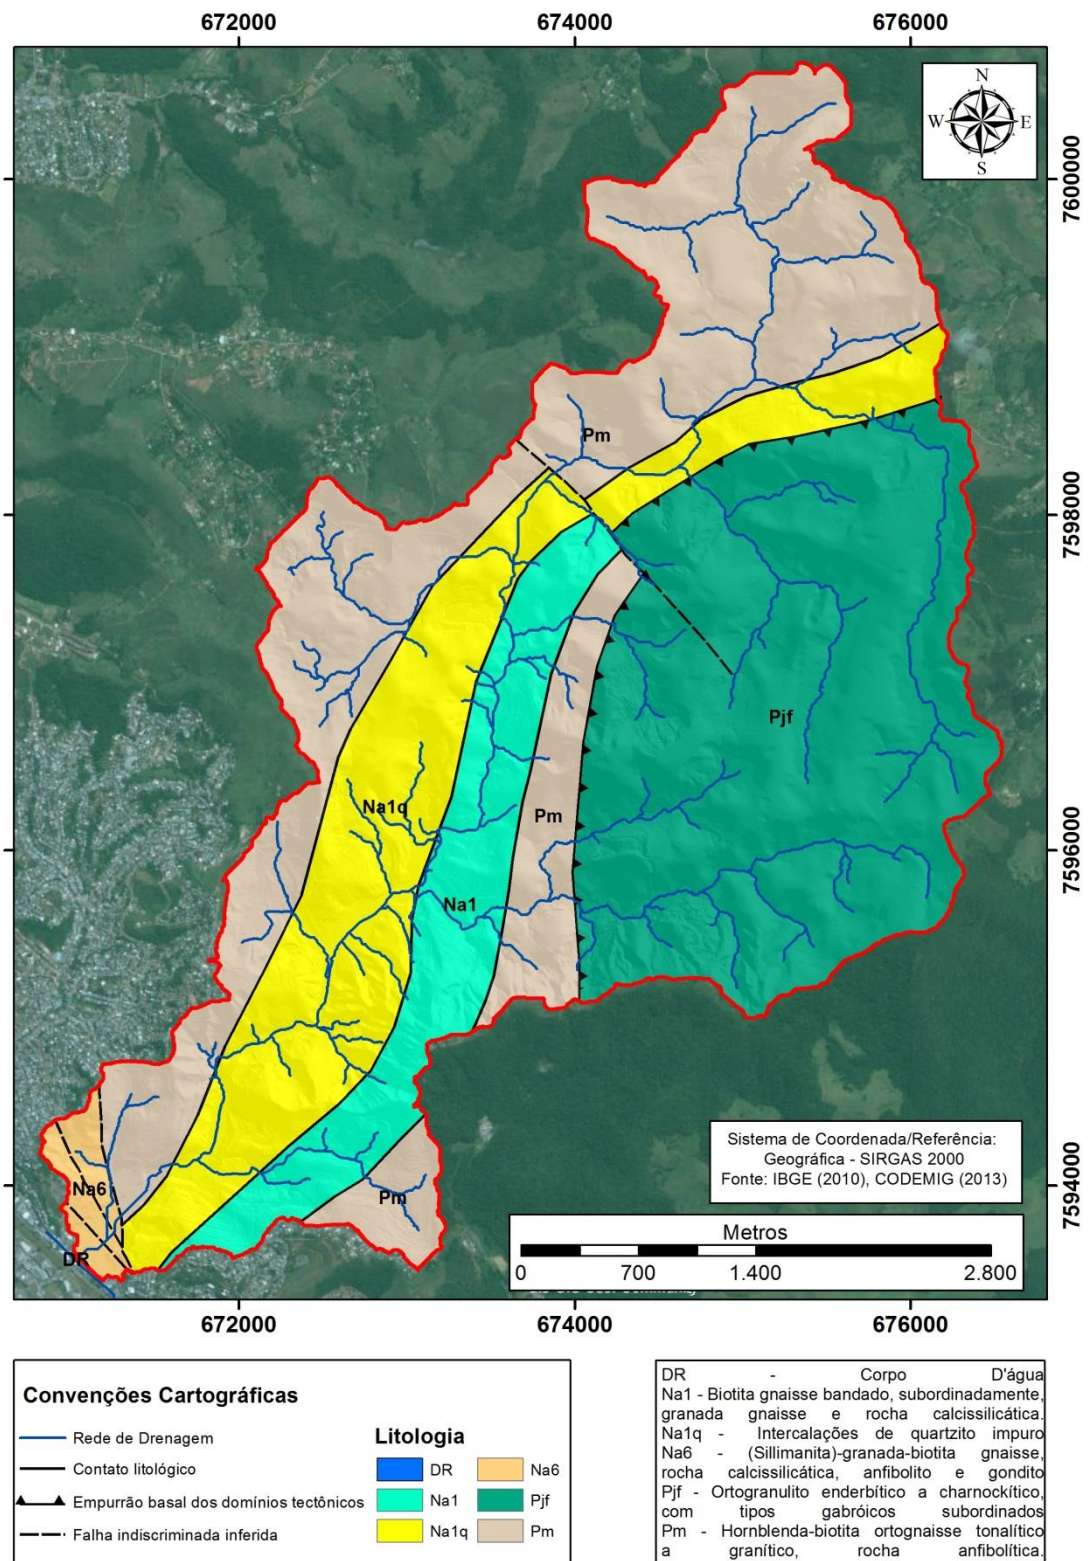 672000 674000 676000
N
W E
S
7600000
Pm
7598000
Pjf
Na1q
Pm
7596000
Na1
Sistema de Coordenada/Referência:
Geográfica - SIRGAS 2000
Fonte: IBGE (2010), CODEMIG (2013)
7594000
Na6
Pm
DR
Metros
0 700 1.400 2.800
672000 674000 676000
Convenções Cartográficas
Rede de Drenagem
Contato litológico
Empurrão basal dos domínios tectônicos
Falha indiscriminada inferida
Litologia
DR Na6
Na1 Pjf
Na1q Pm
DR - Corpo D'água
Na1 - Biotita gnaisse bandado, subordinadamente,
granada gnaisse e rocha calcissilicática.
Na1q - Intercalações de quartzito impuro
Na6 - (Sillimanita)-granada-biotita gnaisse,
rocha calcissilicática, anfibolito e gondito
Pjf - Ortogranulito enderbítico a charnockítico,
com tipos gabróicos subordinados
Pm - Hornblenda-biotita ortognaisse tonalítico
a granítico, rocha anfibolítica.